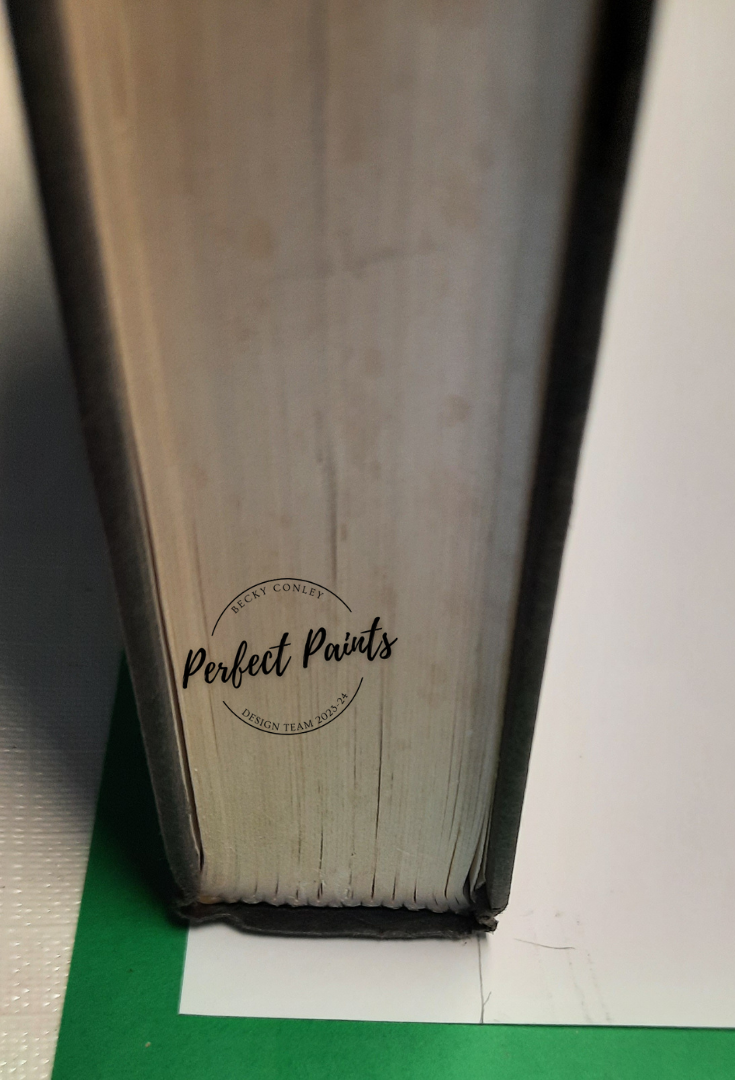 BECKY CONLEY
Perfect Paints
DESIGN TEAM 2023-24